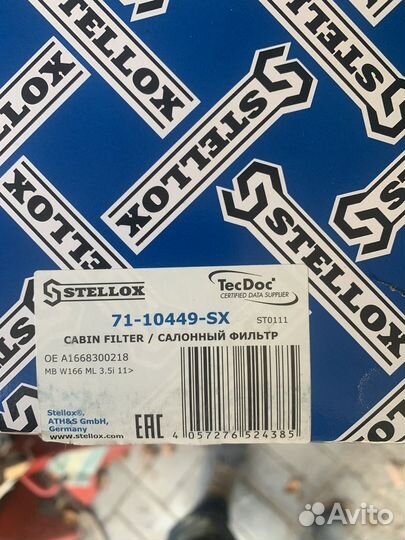 STELLOX
STELLOX
STELLOX
STELLOX
STELLOX
STELLOX
TecDoc
CERTIFIED DATA SUPPLIER
71-10449-SX
ST0111
CABIN FILTER / САЛОННЫЙ ФИЛЬТР
OE A1668300218
MB W166 ML 3.5i 11>
Stellox®,
ATH&S GmbH,
Germany
www.stellox.com
EAC
4 057276 524385
Avito